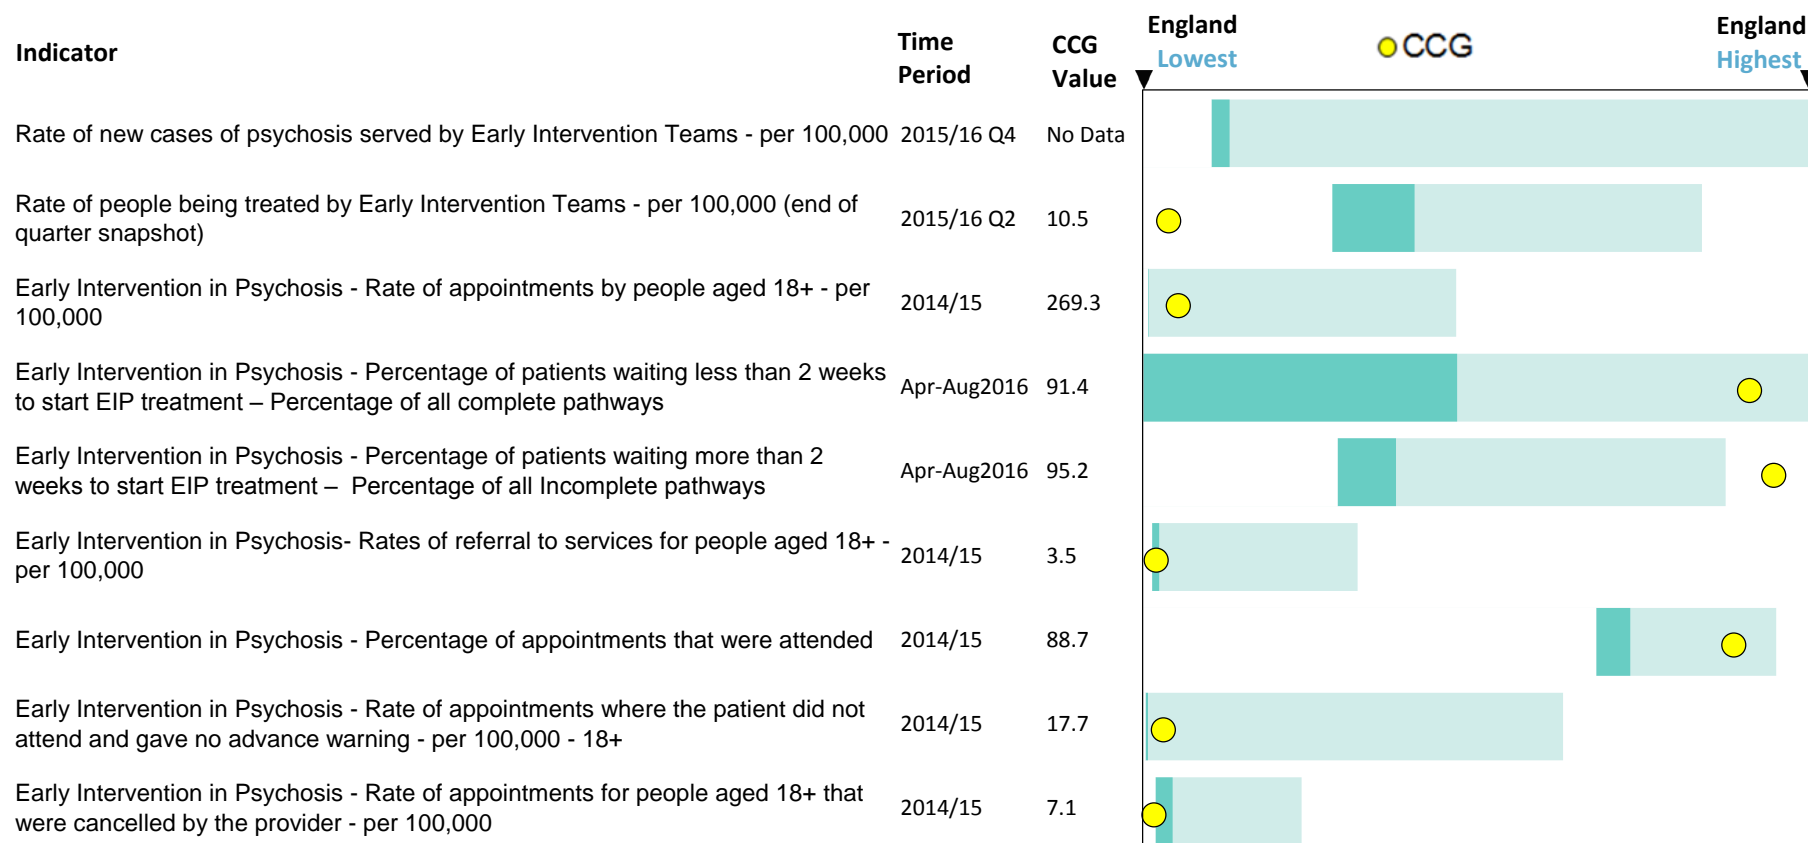 Indicator
Time Period
CCG Value
England Lowest
CCG
England Highest
Rate of new cases of psychosis served by Early Intervention Teams - per 100,000 2015/16 Q4 No Data
Rate of people being treated by Early Intervention Teams - per 100,000 (end of
quarter snapshot)
2015/16 Q2 10.5
Early Intervention in Psychosis - Rate of appointments by people aged 18+ - per
100,000
2014/15 269.3
Early Intervention in Psychosis - Percentage of patients waiting less than 2 weeks
to start EIP treatment – Percentage of all complete pathways
Apr-Aug2016 91.4
Early Intervention in Psychosis - Percentage of patients waiting more than 2
weeks to start EIP treatment – Percentage of all Incomplete pathways
Apr-Aug2016 95.2
Early Intervention in Psychosis- Rates of referral to services for people aged 18+ -
per 100,000
2014/15 3.5
Early Intervention in Psychosis - Percentage of appointments that were attended 2014/15 88.7
Early Intervention in Psychosis - Rate of appointments where the patient did not
attend and gave no advance warning - per 100,000 - 18+
2014/15 17.7
Early Intervention in Psychosis - Rate of appointments for people aged 18+ that
were cancelled by the provider - per 100,000
2014/15 7.1